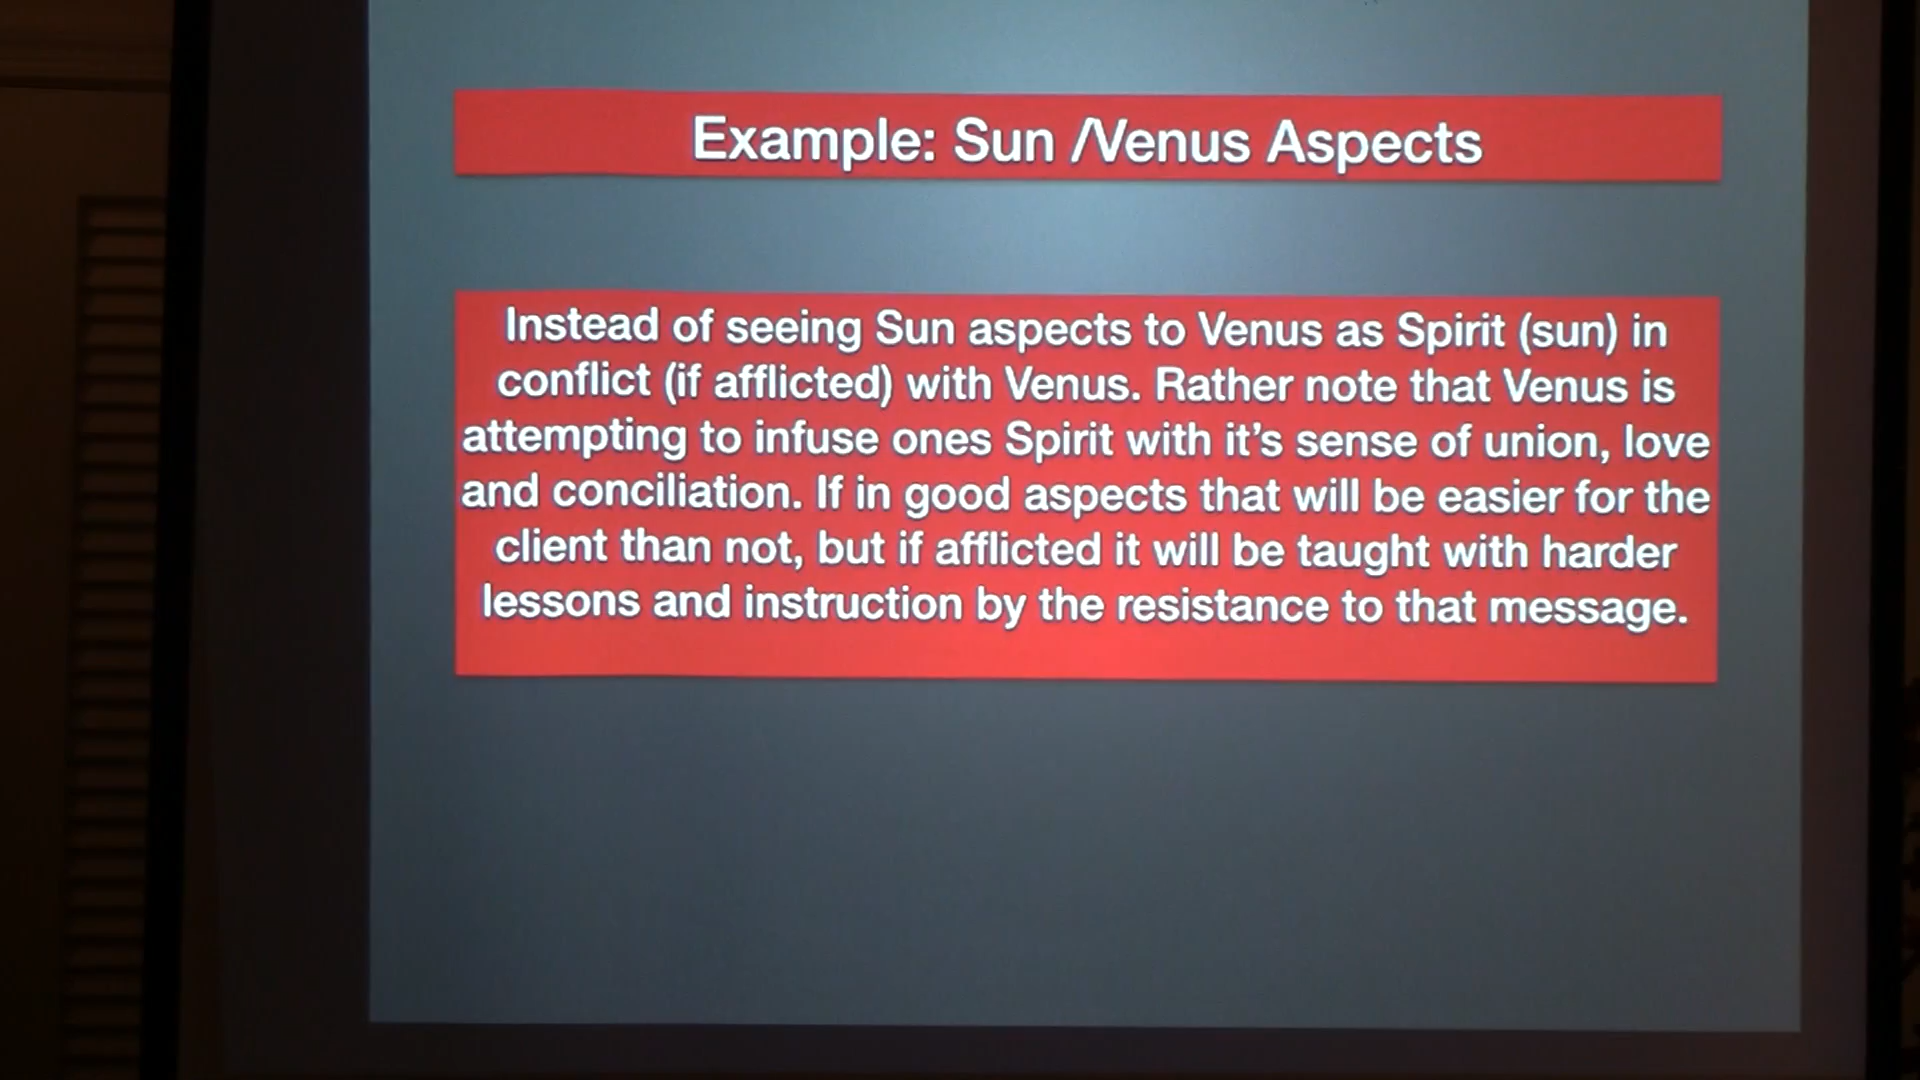 Example: Sun /Venus Aspects
Instead of seeing Sun aspects to Venus as Spirit (sun) in
conflict (if afflicted) with Venus. Rather note that Venus is
attempting to infuse ones Spirit with it’s sense of union, love
and conciliation. If in good aspects that will be easier for the
client than not, but if afflicted it will be taught with harder
lessons and instruction by the resistance to that message.